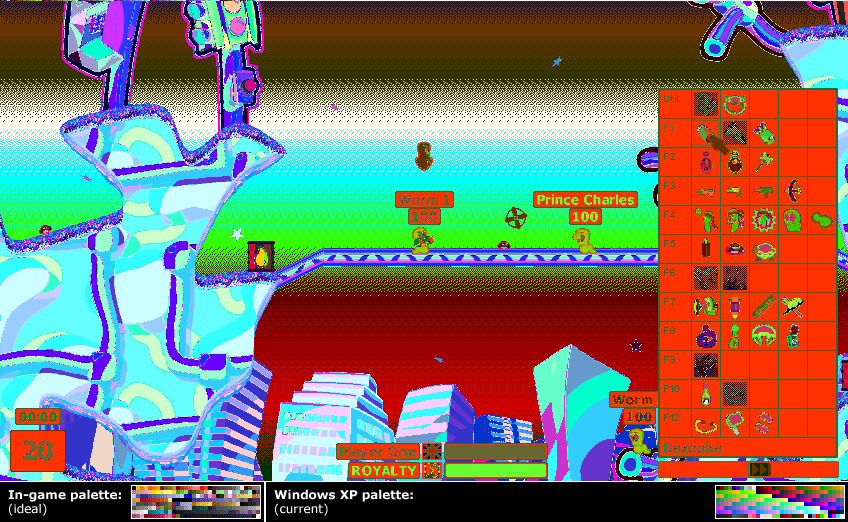 Util.
F1
F2
F3
F4
F5
F6
F7
F8
F9
F10
F12
Bazooka
Worm 1
100
Prince Charles
100
Worm
100
00:00
20
Player One
ROYALTY
In-game palette:
(ideal)
Windows XP palette:
(current)